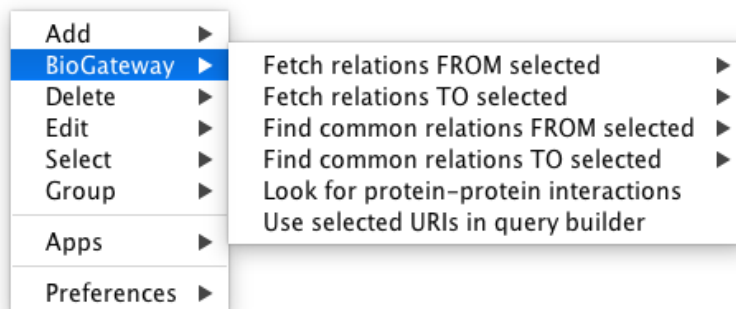 Add
BioGateway
Delete
Edit
Select
Group
Apps
Preferences
Fetch relations FROM selected
Fetch relations TO selected
Find common relations FROM selected
Find common relations TO selected
Look for protein-protein interactions
Use selected URIs in query builder